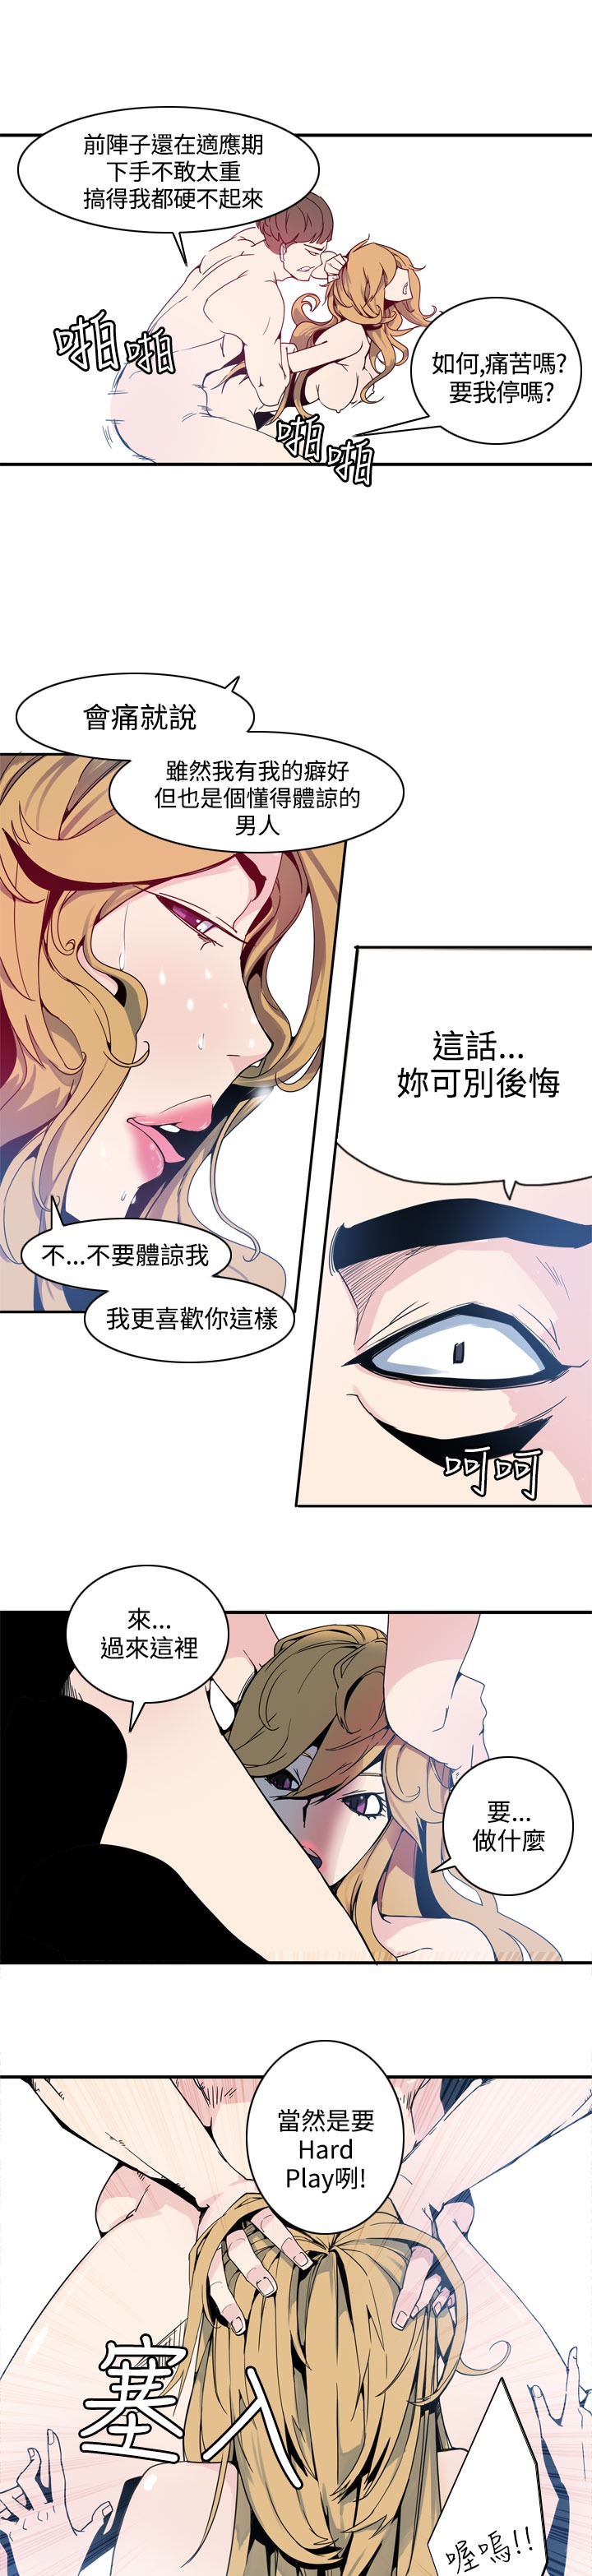 前陣子還在適應期
下手不敢太重
搞得我都硬不起來
啪啪
如何,痛苦嗎?
要我停嗎?
啪啪
會痛就說
雖然我有我的癖好
但也是個懂得體諒的
男人
這話...
妳可別後悔
不...不要體諒我
我更喜歡你這樣
呵呵
來...
過來這裡
要...
做什麼
當然是要
Hard
Play咧!
塞入
喔嗚!!